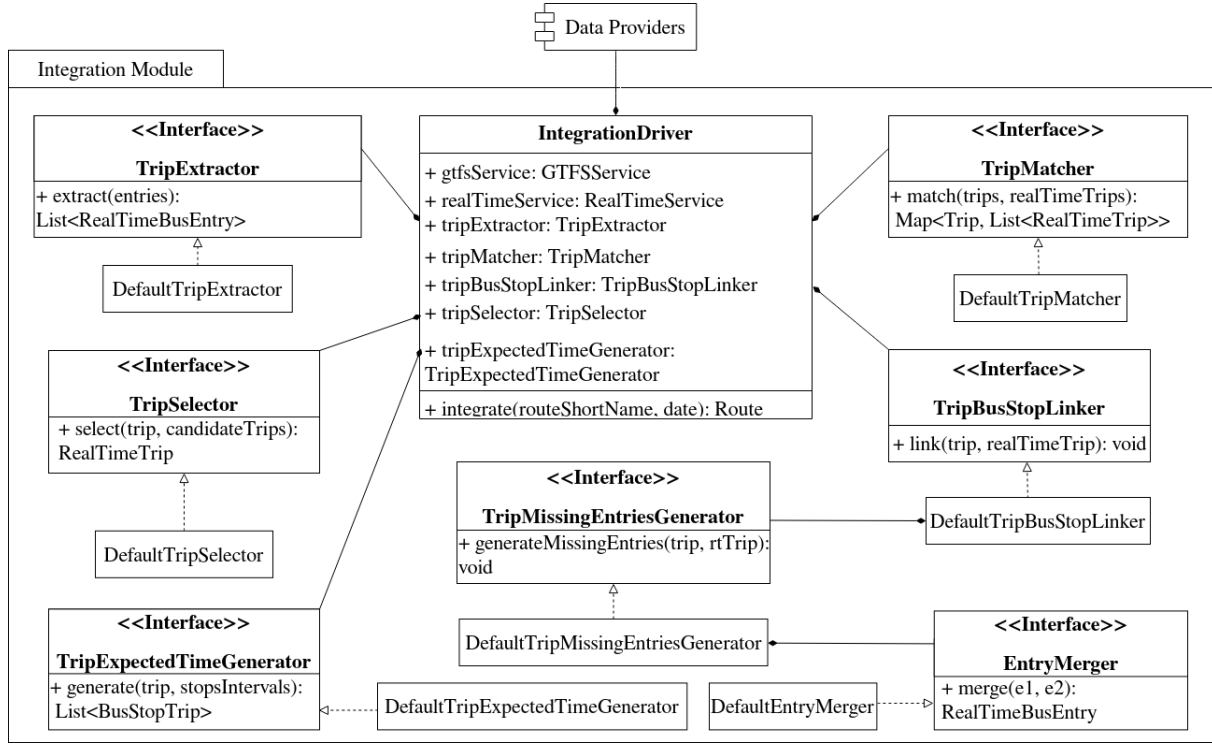 Data Providers
Integration Module
<<Interface>>
TripExtractor
+ extract(entries):
List<RealTimeBusEntry>
DefaultTripExtractor
IntegrationDriver
+ gtfsService: GTFSService
+ realTimeService: RealTimeService
+ tripExtractor: TripExtractor
+ tripMatcher: TripMatcher
+ tripBusStopLinker: TripBusStopLinker
+ tripSelector: TripSelector
+ tripExpectedTimeGenerator:
TripExpectedTimeGenerator
+ integrate(routeShortName, date): Route
<<Interface>>
TripMatcher
+ match(trips, realTimeTrips):
Map<Trip, List<RealTimeTrip>>
DefaultTripMatcher
<<Interface>>
TripSelector
+ select(trip, candidateTrips):
RealTimeTrip
DefaultTripSelector
<<Interface>>
TripBusStopLinker
+ link(trip, realTimeTrip): void
DefaultTripBusStopLinker
<<Interface>>
TripMissingEntriesGenerator
+ generateMissingEntries(trip, rtTrip):
void
DefaultTripMissingEntriesGenerator
<<Interface>>
TripExpectedTimeGenerator
+ generate(trip, stopsIntervals):
List<BusStopTrip>
DefaultTripExpectedTimeGenerator
DefaultEntryMerger
<<Interface>>
EntryMerger
+ merge(e1, e2):
RealTimeBusEntry